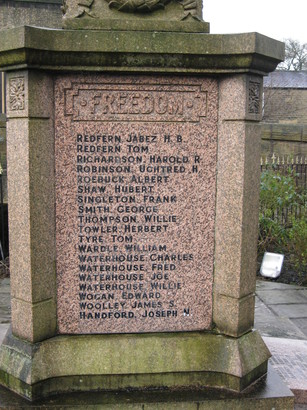 FREEDOM
REDFERN JABEZ H. B.
REDFERN TOM
RICHARDSON, HAROLD R.
ROBINSON, UGHTRED H.
ROEBUCK, ALBERT
SHAW, HUBERT
SINGLETON, FRANK
SMITH, GEORGE
THOMPSON, WILLIE
TOWLER, HERBERT
TYRE, TOM
WARDLE, WILLIAM
WATERHOUSE, CHARLES
WATERHOUSE, FRED
WATERHOUSE, JOE
WATERHOUSE, WILLIE
WOGAN, EDWARD
WOOLLEY, JAMES S.
HANDFORD, JOSEPH